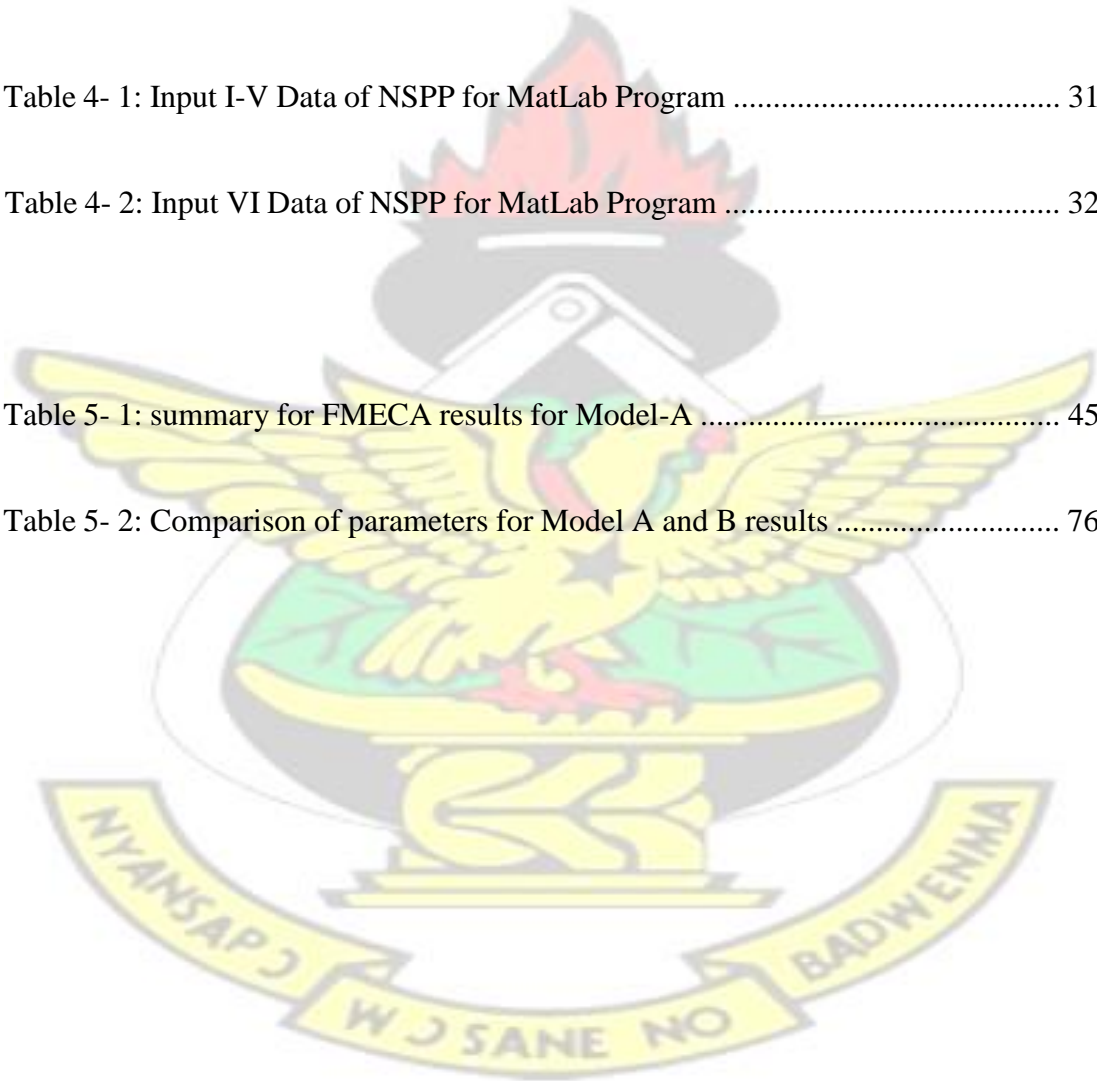 Table 4- 1: Input I-V Data of NSPP for MatLab Program ....................................... 31
Table 4- 2: Input VI Data of NSPP for MatLab Program ........................................ 32
Table 5- 1: summary for FMECA results for Model-A ........................................... 45
Table 5- 2: Comparison of parameters for Model A and B results ........................... 76
NYANSAPƆ
WƆSANE NO
BADWENMA